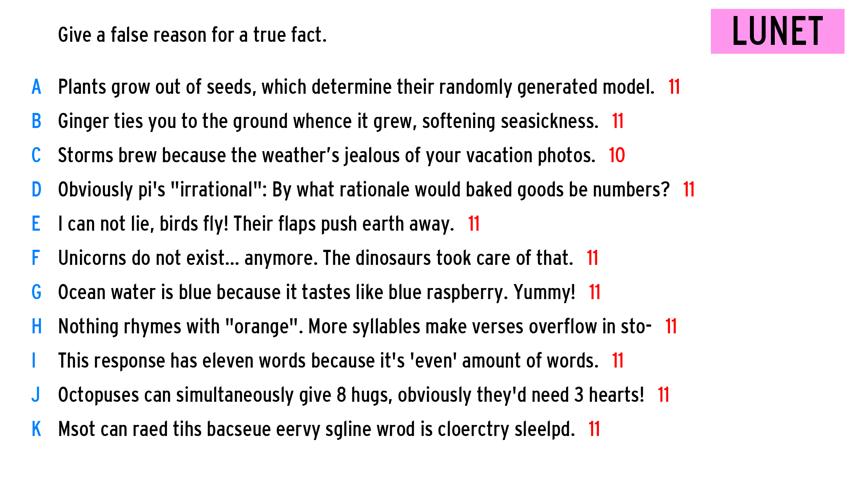 Give a false reason for a true fact.
LUNET
A Plants grow out of seeds, which determine their randomly generated model. 11
B Ginger ties you to the ground whence it grew, softening seasickness. 11
C Storms brew because the weather's jealous of your vacation photos. 10
D Obviously pi's "irrational": By what rationale would baked goods be numbers? 11
E I can not lie, birds fly! Their flaps push earth away. 11
F Unicorns do not exist... anymore. The dinosaurs took care of that. 11
G Ocean water is blue because it tastes like blue raspberry. Yummy! 11
H Nothing rhymes with "orange". More syllables make verses overflow in sto- 11
I This response has eleven words because it's 'even' amount of words. 11
J Octopuses can simultaneously give 8 hugs, obviously they'd need 3 hearts! 11
K Msot can raed tihs bacseue eervy sgline wrod is cloerctry sleelpd. 11